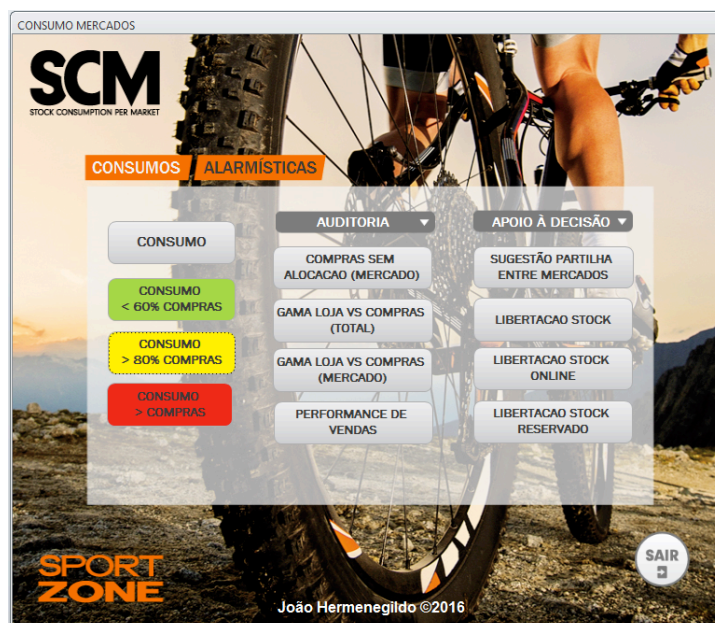 CONSUMO MERCADOS
SCM
STOCK CONSUMPTION PER MARKET
CONSUMOS
ALARMÍSTICAS
CONSUMO
CONSUMO
< 60% COMPRAS
CONSUMO
> 80% COMPRAS
CONSUMO
> COMPRAS
AUDITORIA
COMPRAS SEM
ALOCACAO (MERCADO)
GAMA LOJA VS COMPRAS
(TOTAL)
GAMA LOJA VS COMPRAS
(MERCADO)
PERFORMANCE DE
VENDAS
APOIO À DECISÃO
SUGESTÃO PARTILHA
ENTRE MERCADOS
LIBERTACAO STOCK
LIBERTACAO STOCK
ONLINE
LIBERTACAO STOCK
RESERVADO
SPORT
ZONE
SAIR
João Hermenegildo ©2016